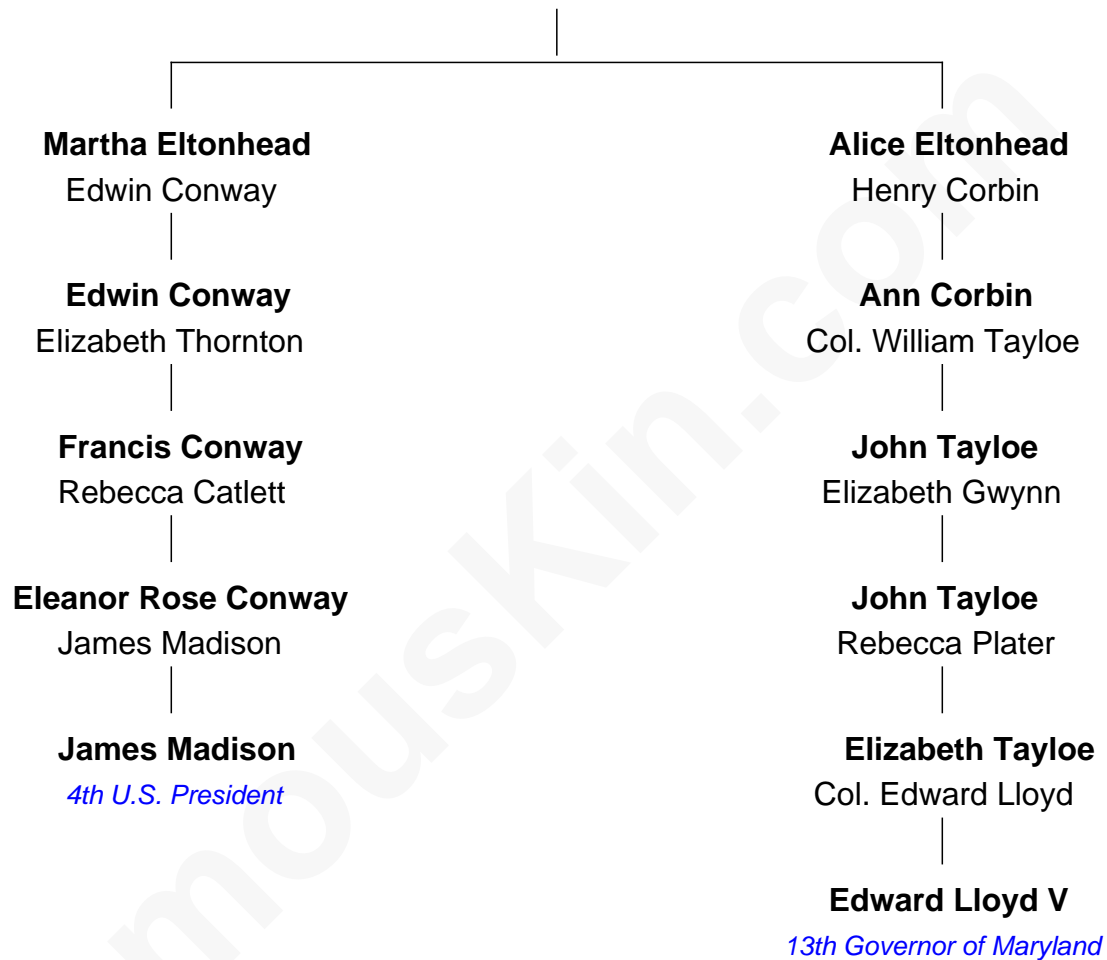 Martha Eltonhead
Edwin Conway
Edwin Conway
Elizabeth Thornton
Francis Conway
Rebecca Catlett
Eleanor Rose Conway
James Madison
James Madison
4th U.S. President
Alice Eltonhead
Henry Corbin
Ann Corbin
Col. William Tayloe
John Tayloe
Elizabeth Gwynn
John Tayloe
Rebecca Plater
Elizabeth Tayloe
Col. Edward Lloyd
Edward Lloyd V
13th Governor of Maryland
mousKin.com